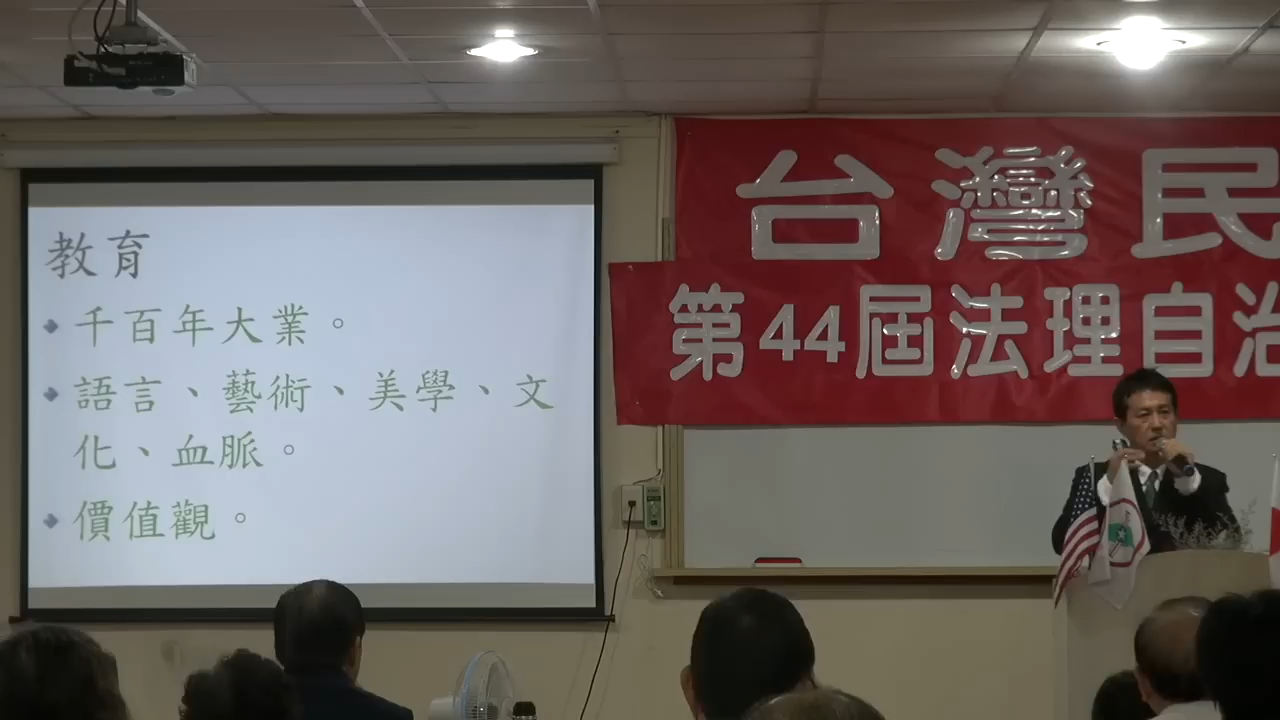 教育
千百年大業。
語言、藝術、美學、文
化、血脈。
價值觀。
台灣民
第44屆法理自治